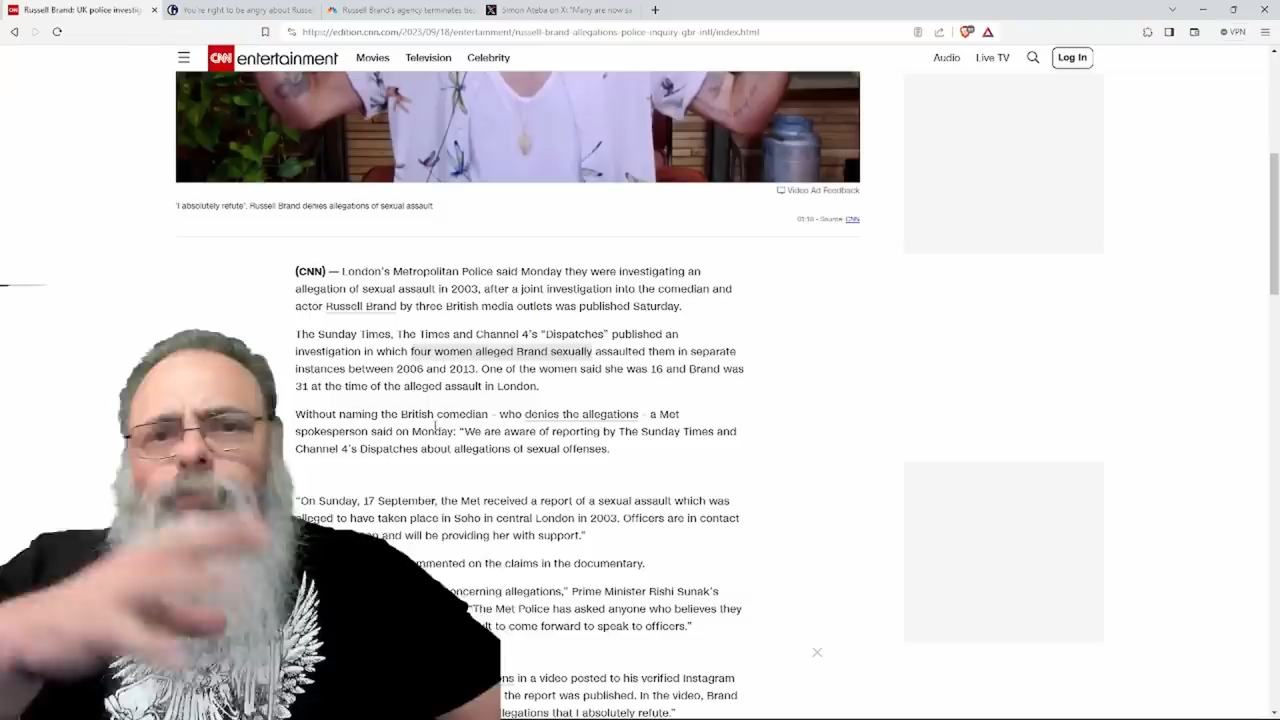 Russell Brand: UK police investig
You're right to be angry about Russel
Russell Brand's agency terminates tie
Simon Ateba on X: "Many are now sa
https://edition.cnn.com/2023/09/18/entertainment/russell-brand-allegations-police-inquiry-gbr-intl/index.html
VPN
CNN entertainment Movies Television Celebrity Audio Live TV Log In
Video Ad Feedback
'I absolutely refute'. Russell Brand denies allegations of sexual assault
01:19 - Source: CNN
(CNN) — London's Metropolitan Police said Monday they were investigating an
allegation of sexual assault in 2003, after a joint investigation into the comedian and
actor Russell Brand by three British media outlets was published Saturday.
The Sunday Times, The Times and Channel 4's "Dispatches" published an
investigation in which four women alleged Brand sexually assaulted them in separate
instances between 2006 and 2013. One of the women said she was 16 and Brand was
31 at the time of the alleged assault in London.
Without naming the British comedian - who denies the allegations - a Met
spokesperson said on Monday: "We are aware of reporting by The Sunday Times and
Channel 4's Dispatches about allegations of sexual offenses.
"On Sunday, 17 September, the Met received a report of a sexual assault which was
alleged to have taken place in Soho in central London in 2003. Officers are in contact
and will be providing her with support."
mmented on the claims in the documentary.
oncerning allegations," Prime Minister Rishi Sunak's
"The Met Police has asked anyone who believes they
lt to come forward to speak to officers."
ns in a video posted to his verified Instagram
the report was published. In the video, Brand
legations that I absolutely refute."